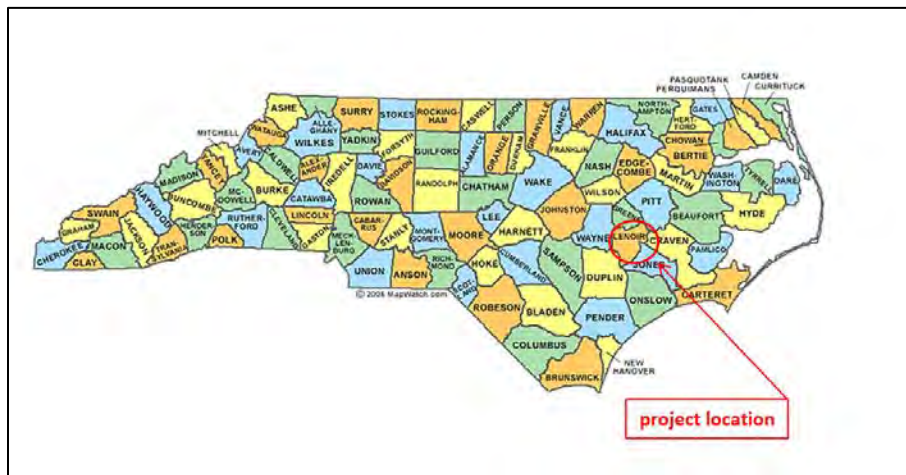 PASQUOTANK
PERQUIMANS
CAMDEN
CURRITUCK
ASHE
ALLE-
GHANY
SURRY
STOKES
ROCKING-
HAM
CASWELL
PERSON
GRANVILLE
VANCE
WARREN
NORTH-
AMPTON
HERT-
FORD
GATES
HALIFAX
CHOWAN
BERTIE
MITCHELL
WATAUGA
WILKES
YADKIN
FORSYTH
GUILFORD
ALAMANCE
ORANGE
DURHAM
FRANKLIN
NASH
EDGE-
COMBE
MARTIN
WASH-
INGTON
TYRRELL
DARE
MADISON
YANCEY
AVERY
CALDWELL
ALEX-
ANDER
IREDELL
DAVIE
DAVIDSON
RANDOLPH
CHATHAM
WAKE
WILSON
PITT
BEAUFORT
HYDE
HAYWOOD
BUNCOMBE
MC-
DOWELL
BURKE
CATAWBA
ROWAN
LINCOLN
CABAR-
RUS
STANLY
MONT-
GOMERY
MOORE
LEE
HARNETT
JOHNSTON
WAYNE
GREENE
LENOIR
CRAVEN
PAMLICO
SWAIN
GRAHAM
CHEROKEE
CLAY
MACON
JACKSON
TRAN-
SYLVANIA
HENDER-
SON
POLK
RUTHER-
FORD
CLEVELAND
GASTON
MECK-
LEN-
BURG
UNION
ANSON
RICH-
MOND
SCOT-
LAND
HOKE
CUMBERLAND
SAMPSON
DUPLIN
JONES
ONSLOW
CARTERET
© 2006 MapWatch.com
ROBESON
BLADEN
PENDER
COLUMBUS
BRUNSWICK
NEW
HANOVER
project location